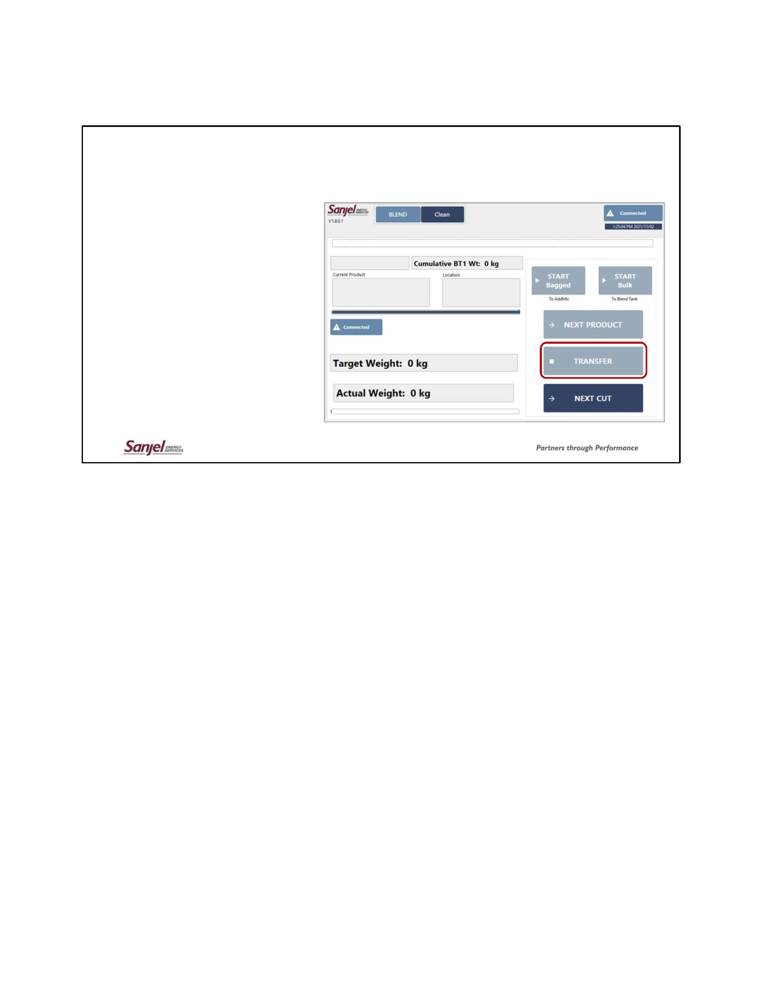 Sanjel ENERGY SERVICES
V1.8.0.1
BLEND
Clean
Connected
1:25:04 PM 2021/11/02
Cumulative BT1 Wt: 0 kg
Current Product
Location
START Bagged
To AddMix
START Bulk
To Blend Tank
Connected
NEXT PRODUCT
Target Weight: 0 kg
TRANSFER
Actual Weight: 0 kg
NEXT CUT
Sanjel ENERGY SERVICES
Partners through Performance